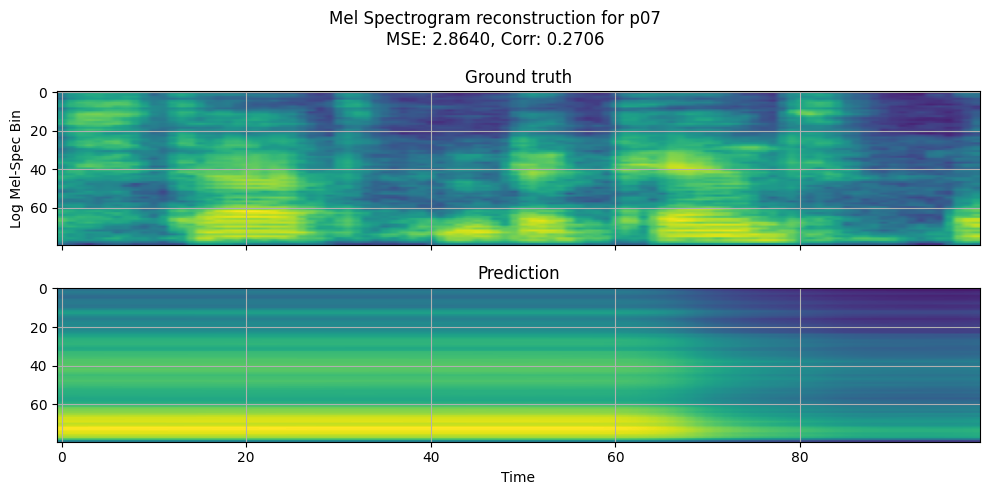 Mel Spectrogram reconstruction for p07
MSE: 2.8640, Corr: 0.2706
Ground truth
Log Mel-Spec Bin
0
20
40
60
Prediction
0
20
40
60
0 20 40 60 80
Time